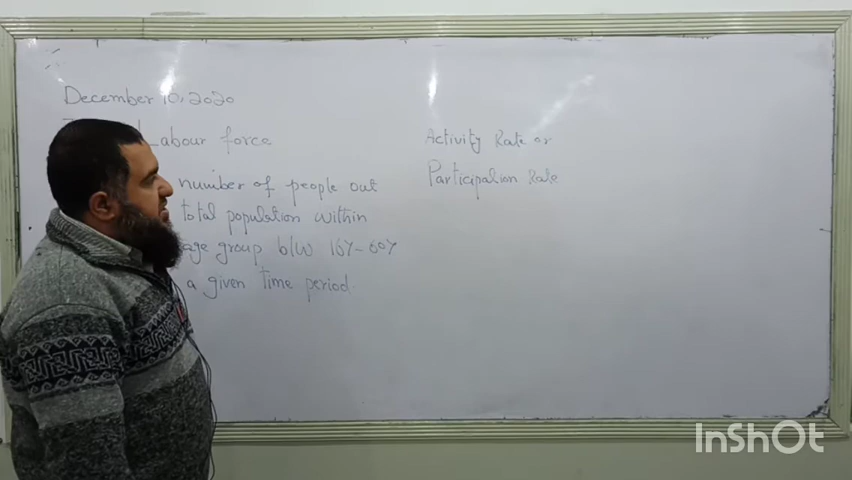 December 10, 2020
Labour force
number of people out
total population within
age group b/w 16y - 60y
a given time period.
Activity Rate or
Participation Rate
InShOt